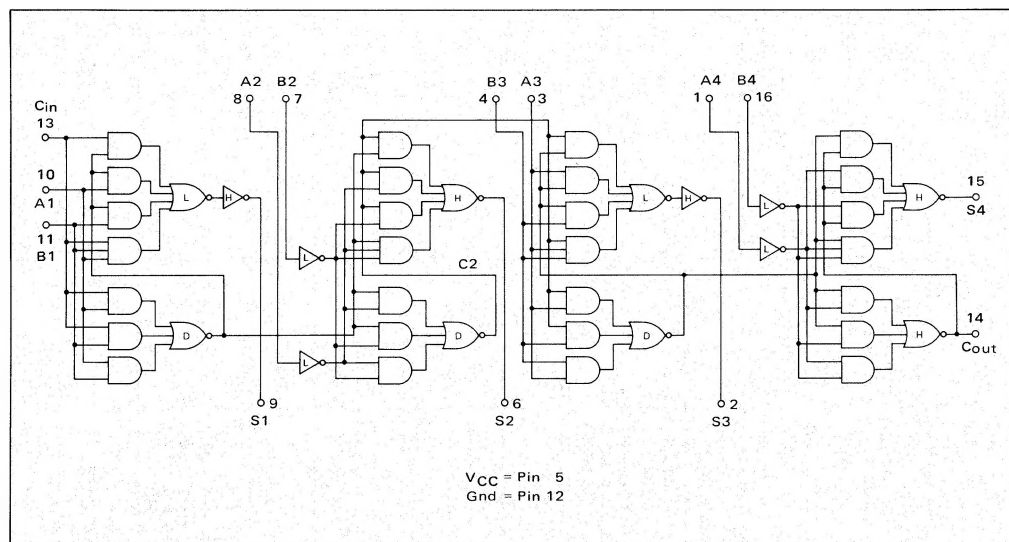 A2 B2 B3 A3 A4 B4
8 7 4 3 1 16
Cin
13
10
A1
11
B1
L H
H
L H
L
L
H
15
S4
L
C2
D
L
D
D
H
14
Cout
9
S1
6
S2
2
S3
VCC = Pin 5
Gnd = Pin 12